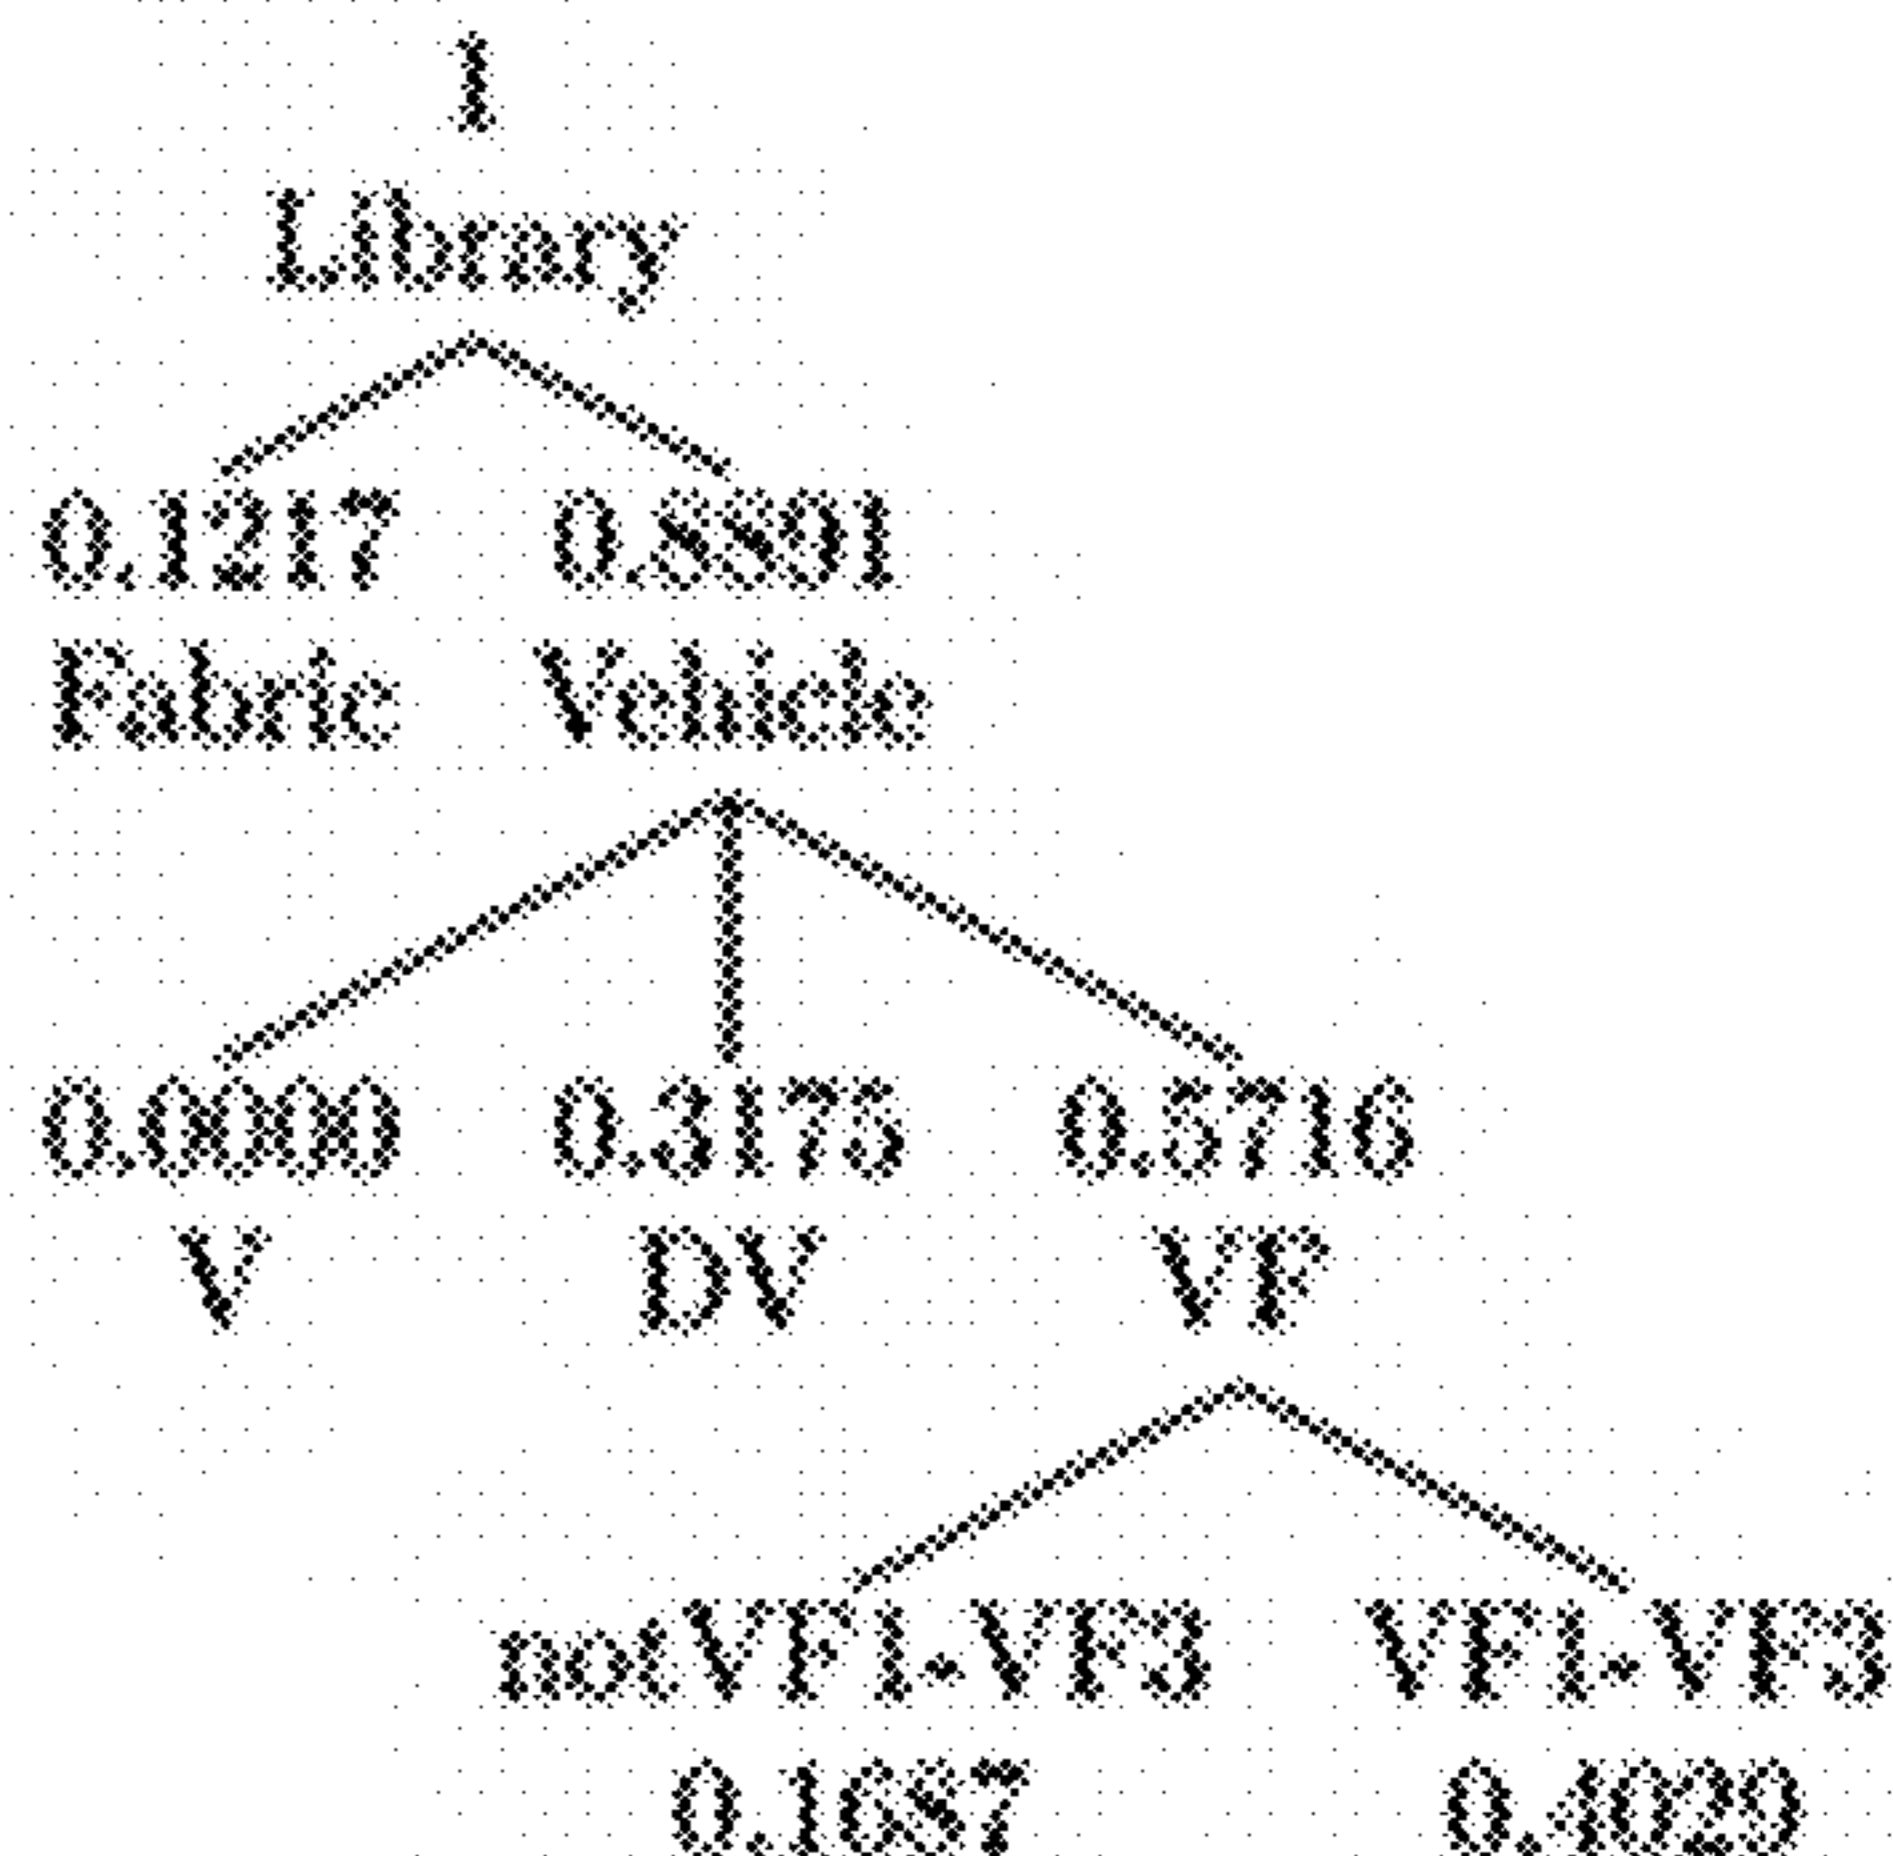 1
Library
0.1217 0.8891
Fabric Vehicle
0.0000 0.3175 0.5716
V DV VF
notVF1-VF3 VF1-VF3
0.1687 0.4029